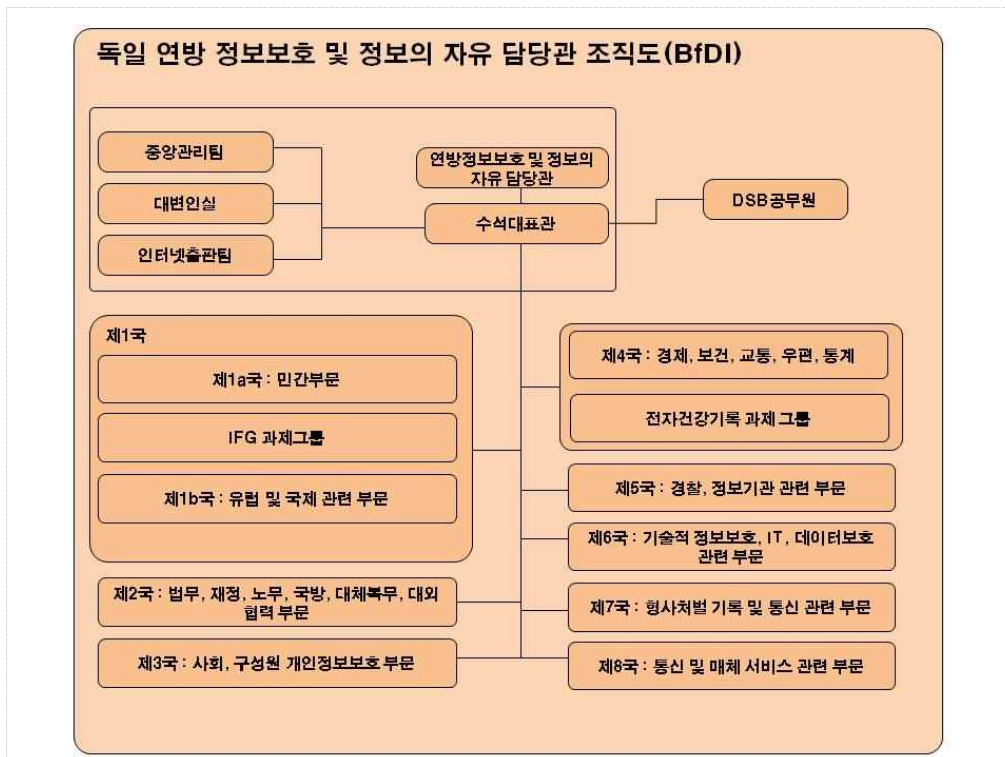 독일 연방 정보보호 및 정보의 자유 담당관 조직도(BfDI)
중앙관리팀
대변인실
인터넷출판팀
연방정보보호 및 정보의
자유 담당관
수석대표관
DSB공무원
제1국
제1a국 : 민간부문
IFG 과제그룹
제1b국 : 유럽 및 국제 관련 부문
제2국 : 법무, 재정, 노무, 국방, 대체복무, 대외
협력 부문
제3국 : 사회, 구성원 개인정보보호 부문
제4국 : 경제, 보건, 교통, 우편, 통계
전자건강기록 과제 그룹
제5국 : 경찰, 정보기관 관련 부문
제6국 : 기술적 정보보호, IT, 데이터보호
관련 부문
제7국 : 형사처벌 기록 및 통신 관련 부문
제8국 : 통신 및 매체 서비스 관련 부문